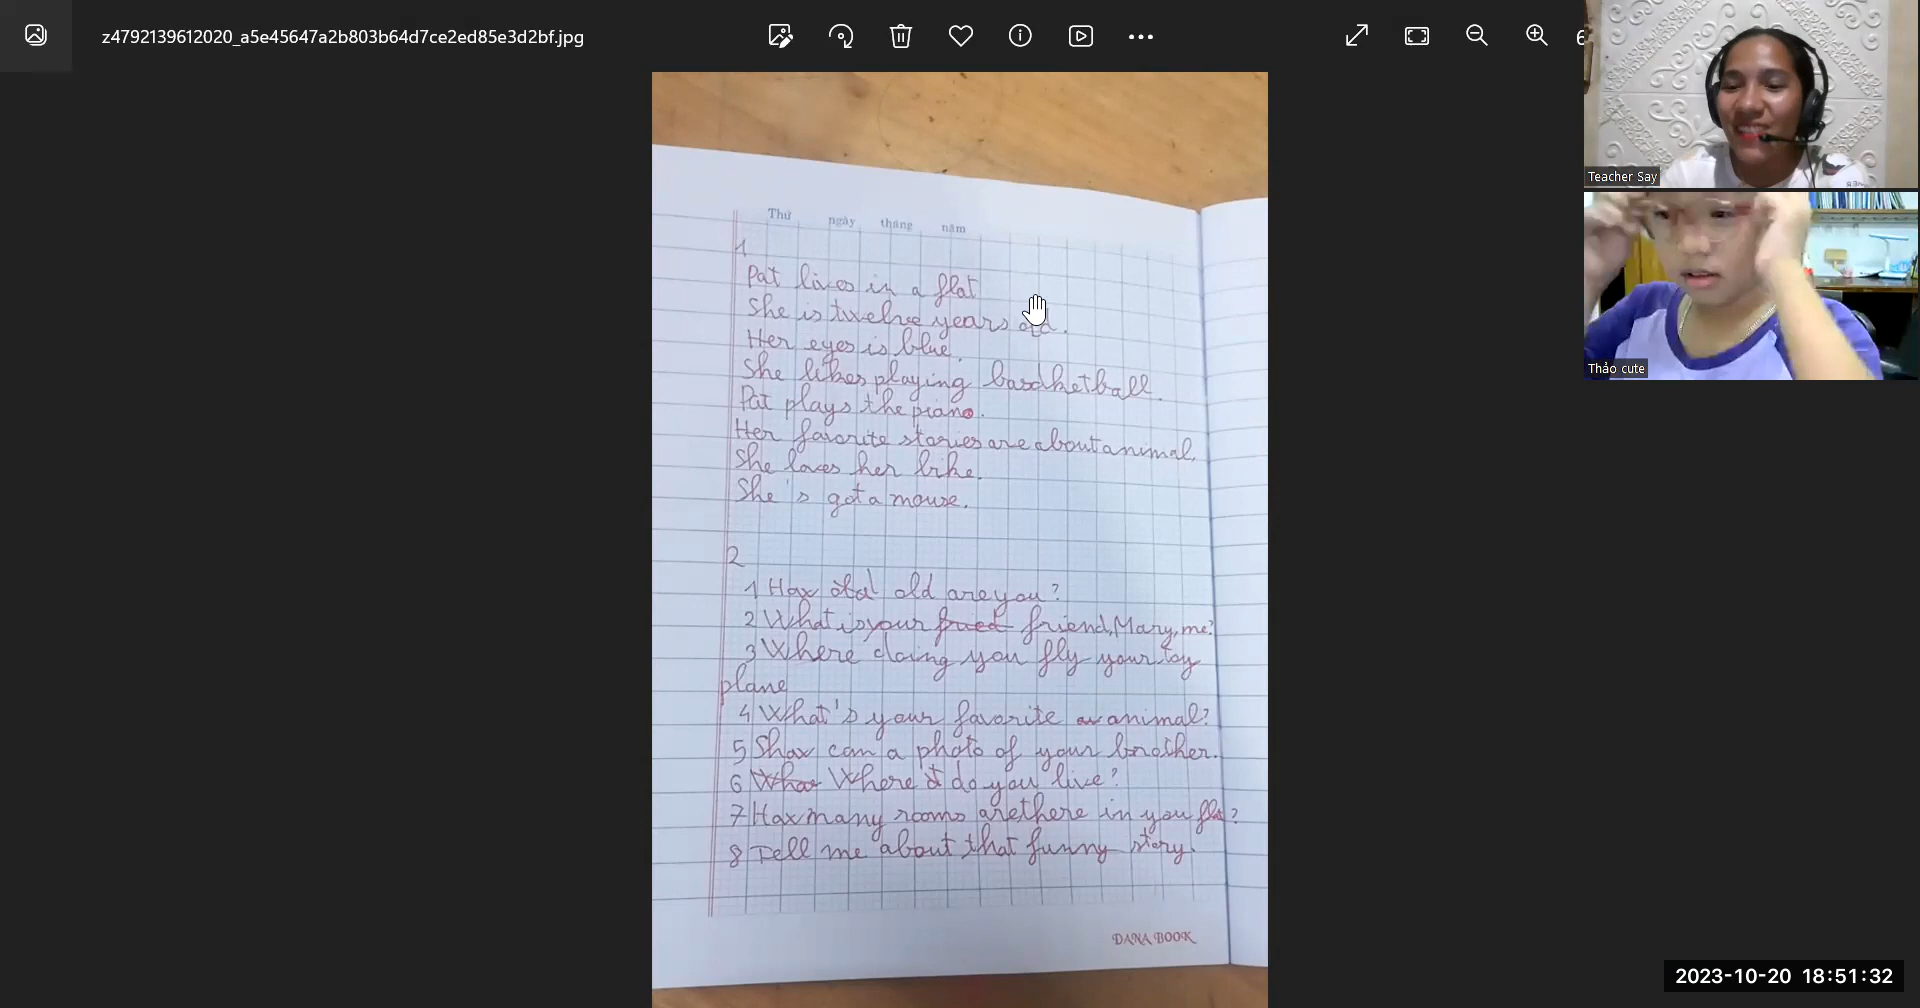 z4792139612020_a5e45647a2b803b64d7ce2ed85e3d2bf.jpg
Teacher Say
Thảo cute
Thứ ngày tháng năm
1
Pat lives in a flat
She is twelve years old.
Her eyes is blue.
She likes playing basdketball.
Pat plays the piano.
Her favorite stories are about animal.
She loves her bike.
She's got a mouse.
2
1 How old are you?
2 What is your friend, Mary, me?
3 Where doing you fly your toy
plane
4 What's your favorite animal?
5 Show can a photo of your brother.
6 Where do you live?
7 How many rooms are there in you flat?
8 Tell me about that funny story.
DANA BOOK
2023-10-20 18:51:32